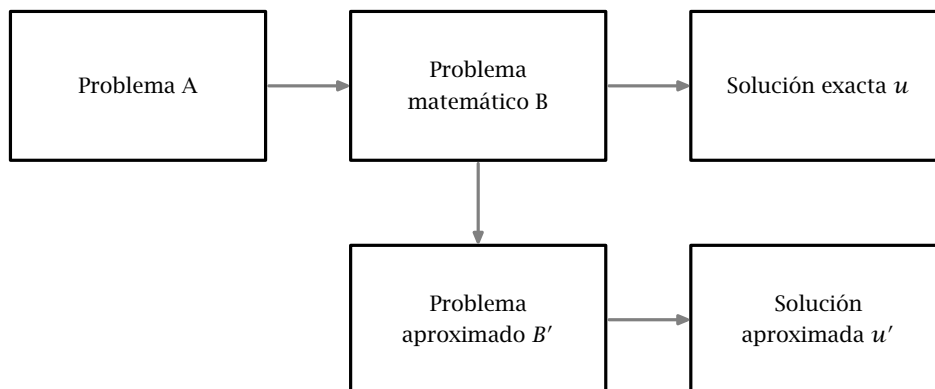 Problema A
Problema
matemático B
Solución exacta u
Problema
aproximado B′
Solución
aproximada u′